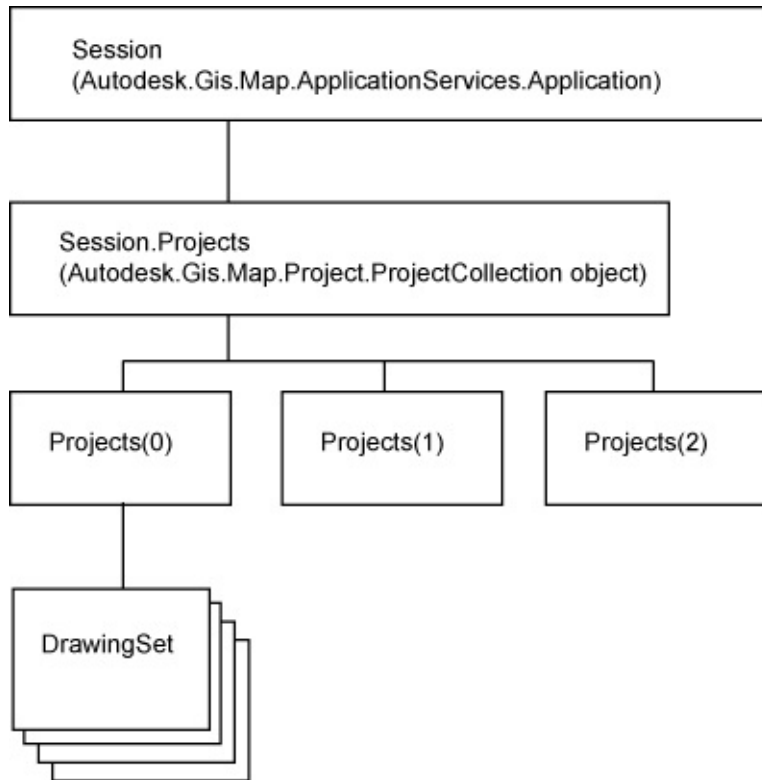 Session
(Autodesk.Gis.Map.ApplicationServices.Application)
Session.Projects
(Autodesk.Gis.Map.Project.ProjectCollection object)
Projects(0)
Projects(1)
Projects(2)
DrawingSet